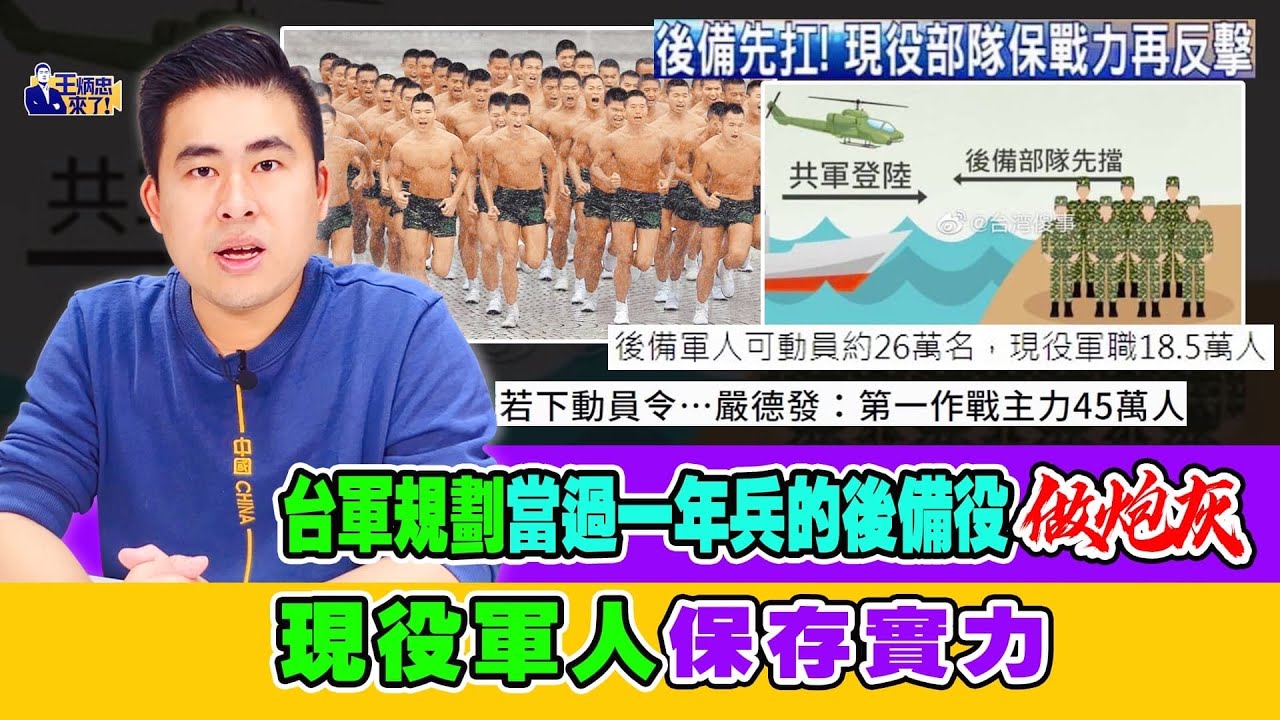 王炳忠
來了!
後備先扛! 現役部隊保戰力再反擊
共
共軍登陸
後備部隊先擋
@台湾傻事
後備軍人可動員約26萬名,現役軍職18.5萬人
若下動員令…嚴德發:第一作戰主力45萬人
中國 CHINA
台軍規劃當過一年兵的後備役做炮灰
現役軍人保存實力